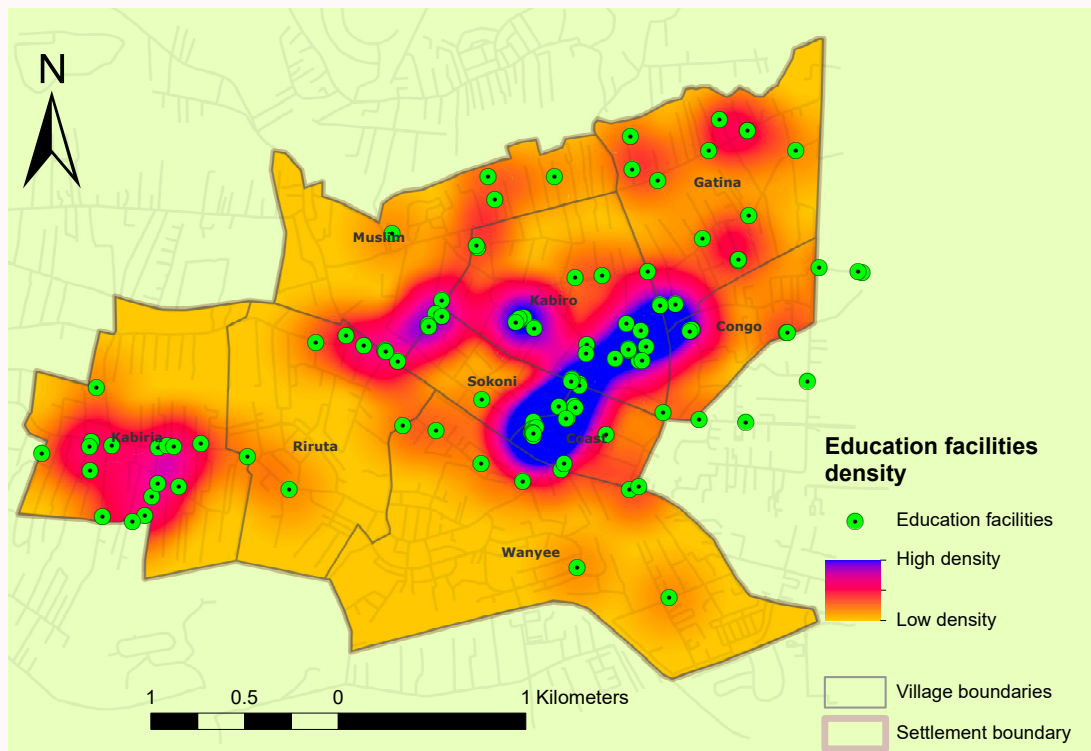 N
Gatina
Muslim
Kabiro
Congo
Sokoni
Kabiria
Riruta
Coast
Wanyee
Education facilities
density
Education facilities
High density
Low density
Village boundaries
Settlement boundary
1 0.5 0 1 Kilometers